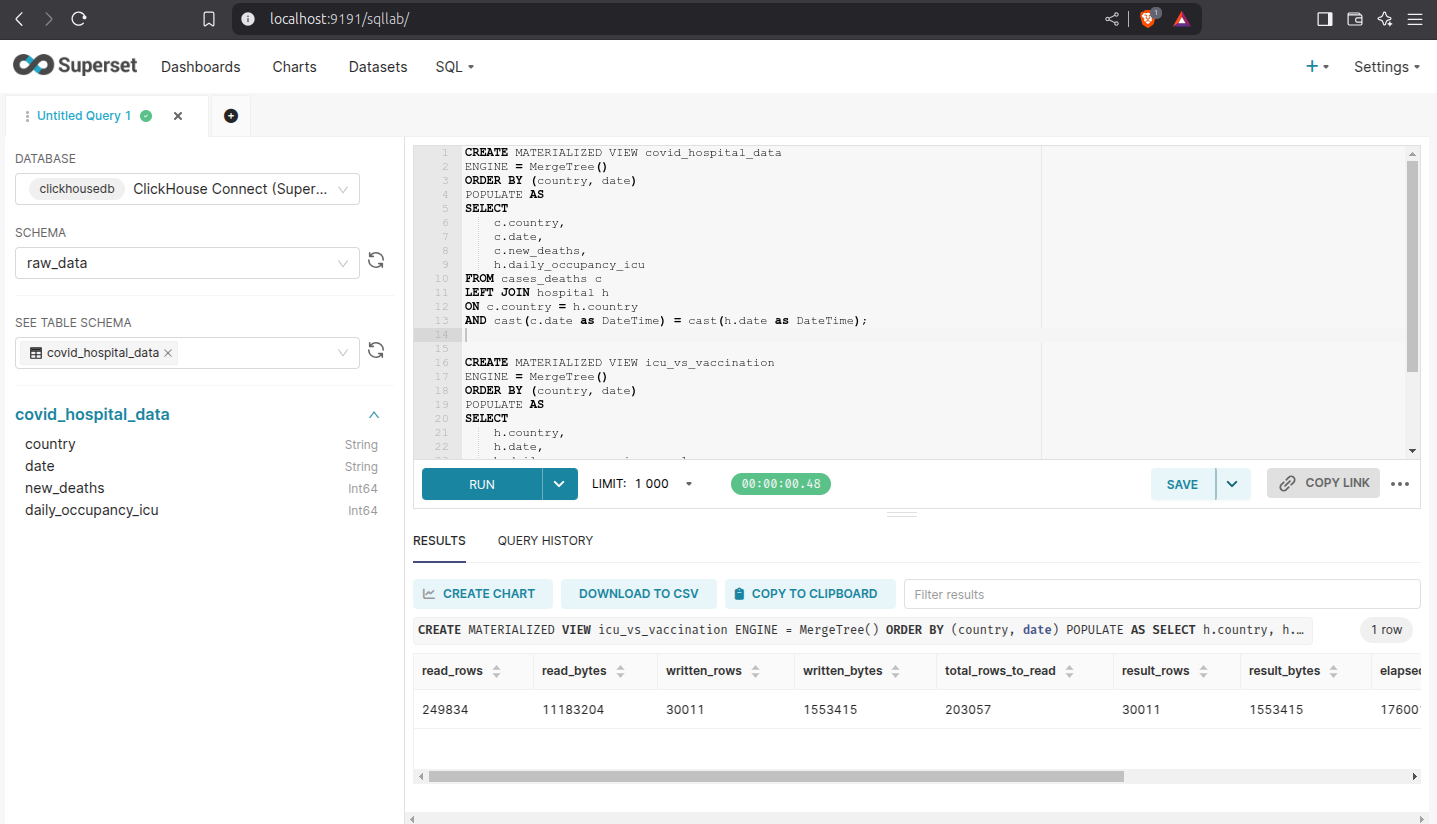 localhost:9191/sqllab/
1
Superset
Dashboards
Charts
Datasets
SQL
+
Settings
Untitled Query 1
DATABASE
clickhousedb ClickHouse Connect (Super...
SCHEMA
raw_data
SEE TABLE SCHEMA
covid_hospital_data
covid_hospital_data
country String
date String
new_deaths Int64
daily_occupancy_icu Int64
1 CREATE MATERIALIZED VIEW covid_hospital_data
2 ENGINE = MergeTree()
3 ORDER BY (country, date)
4 POPULATE AS
5 SELECT
6 c.country,
7 c.date,
8 c.new_deaths,
9 h.daily_occupancy_icu
10 FROM cases_deaths c
11 LEFT JOIN hospital h
12 ON c.country = h.country
13 AND cast(c.date as DateTime) = cast(h.date as DateTime);
14
15
16 CREATE MATERIALIZED VIEW icu_vs_vaccination
17 ENGINE = MergeTree()
18 ORDER BY (country, date)
19 POPULATE AS
20 SELECT
21 h.country,
22 h.date,
RUN
LIMIT: 1 000
00:00:00.48
SAVE
COPY LINK
RESULTS
QUERY HISTORY
CREATE CHART
DOWNLOAD TO CSV
COPY TO CLIPBOARD
Filter results
CREATE MATERIALIZED VIEW icu_vs_vaccination ENGINE = MergeTree() ORDER BY (country, date) POPULATE AS SELECT h.country, h.…
1 row
read_rows read_bytes written_rows written_bytes total_rows_to_read result_rows result_bytes elapsed
249834 11183204 30011 1553415 203057 30011 1553415 17600